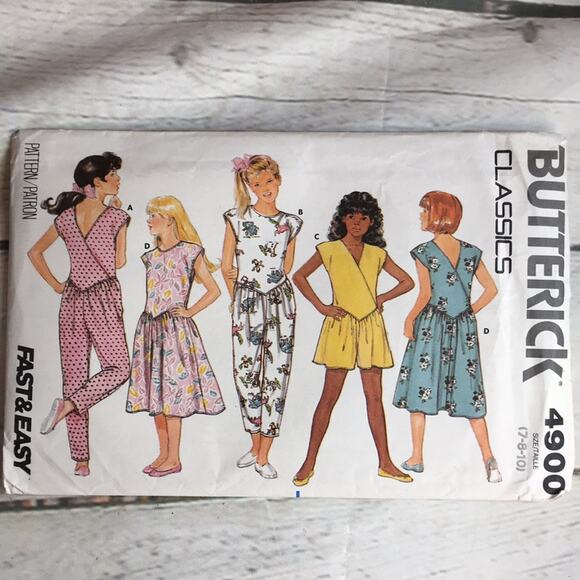 BUTTERICK 4900
CLASSICS
SIZE/TAILLE
(7-8-10)
PATTERN/PATRON
FAST&EASY
A
D
B
C
D